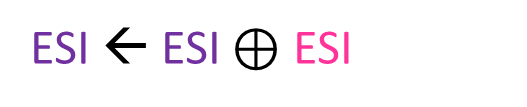 ESI ← ESI ⊕ ESI